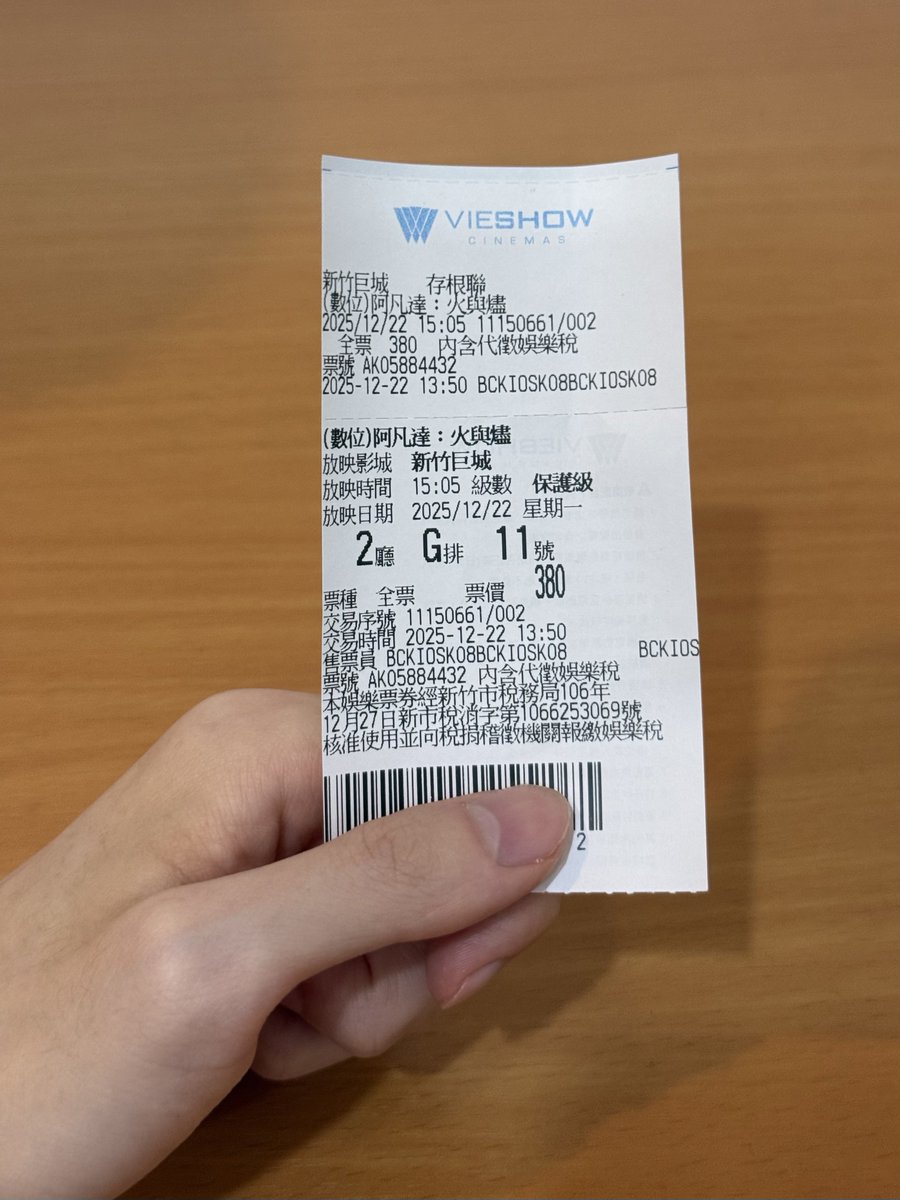 VIESHOW
CINEMAS
新竹巨城 存根聯
(數位)阿凡達：火與燼
2025/12/22 15:05 11150661/002
全票 380 內含代徵娛樂稅
票號 AK05884432
2025-12-22 13:50 BCKIOSK08BCKIOSK08
(數位)阿凡達：火與燼
放映影城 新竹巨城
放映時間 15:05 級數 保護級
放映日期 2025/12/22 星期一
2廳 G排 11號
票種 全票 票價 380
交易序號 11150661/002
交易時間 2025-12-22 13:50
售票員 BCKIOSK08BCKIOSK08 BCKIOS
票號 AK05884432 內含代徵娛樂稅
本娛樂票券經新竹市稅務局106年
12月27日新市稅消字第1066253069號
核准使用並向稅捐稽徵機關報繳娛樂稅
2